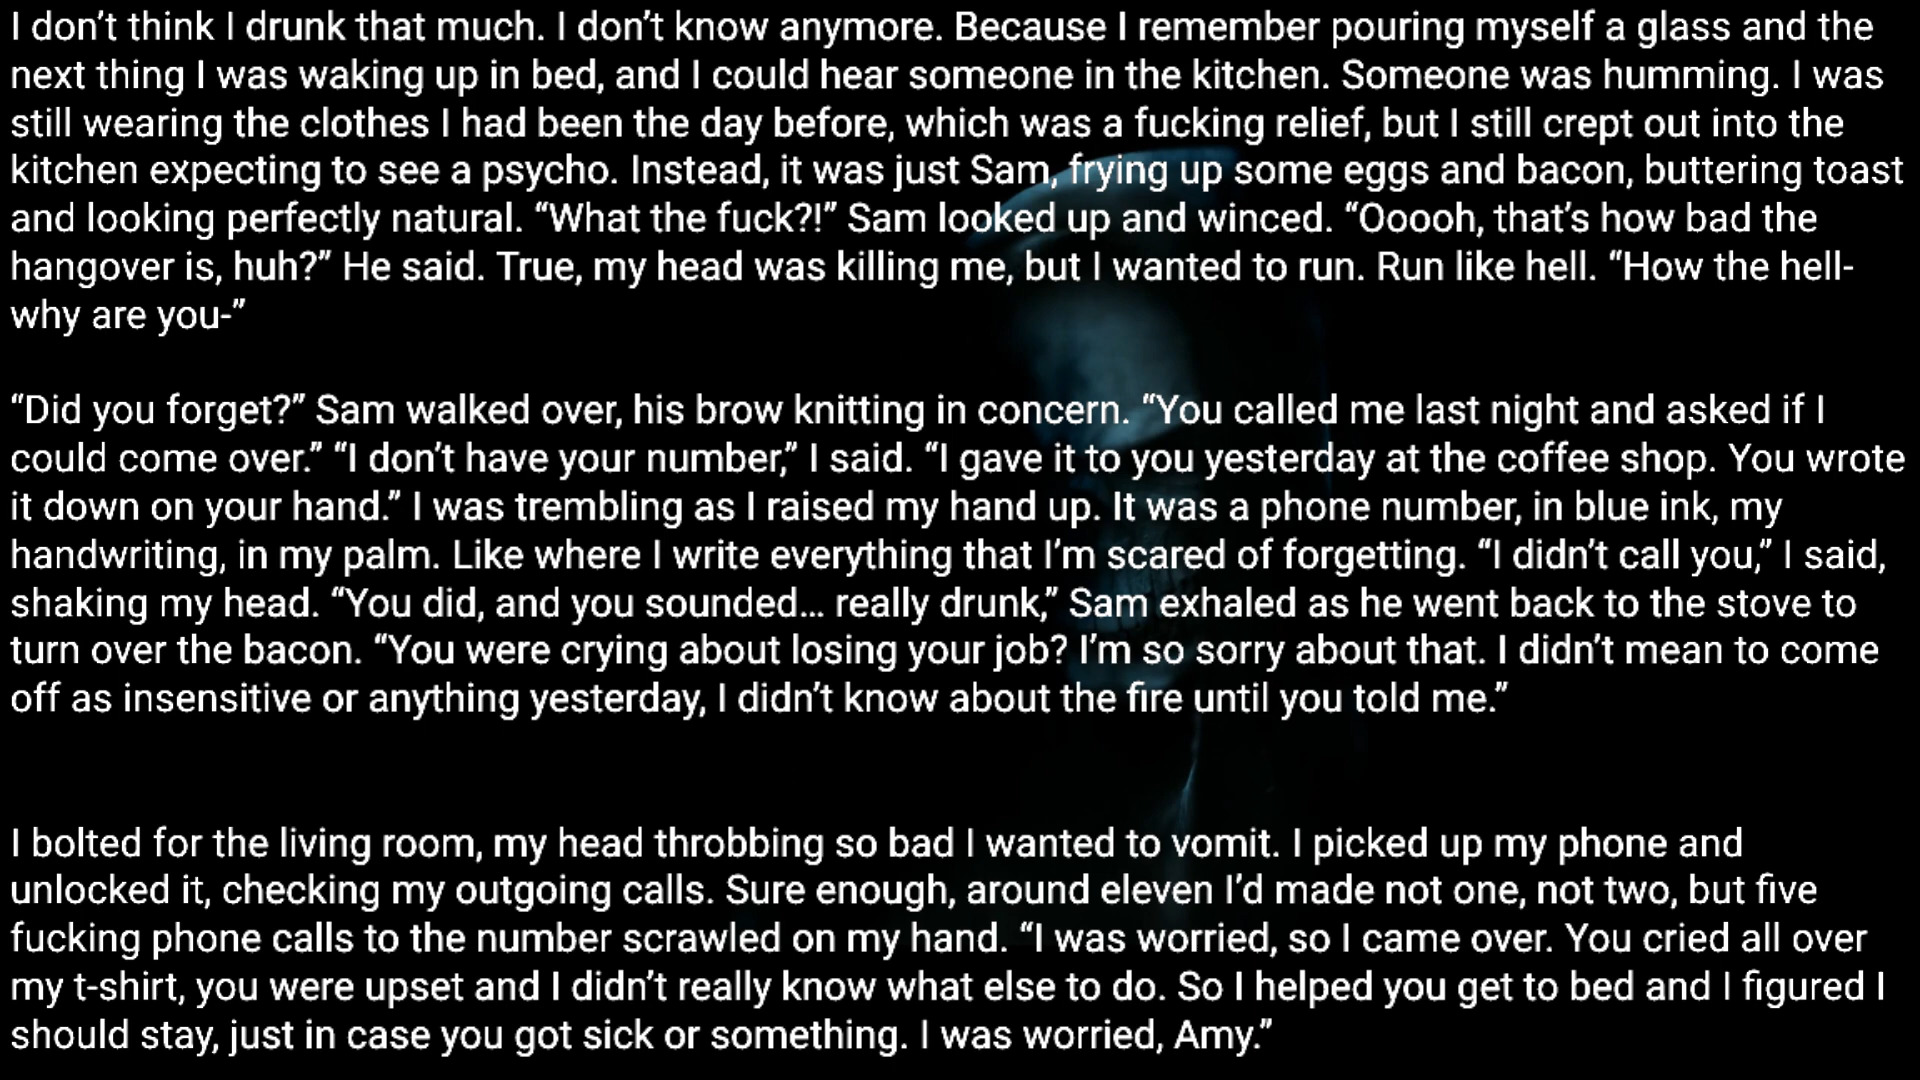 I don’t think I drunk that much. I don’t know anymore. Because I remember pouring myself a glass and the
next thing I was waking up in bed, and I could hear someone in the kitchen. Someone was humming. I was
still wearing the clothes I had been the day before, which was a fucking relief, but I still crept out into the
kitchen expecting to see a psycho. Instead, it was just Sam, frying up some eggs and bacon, buttering toast
and looking perfectly natural. “What the fuck?!” Sam looked up and winced. “Ooooh, that’s how bad the
hangover is, huh?” He said. True, my head was killing me, but I wanted to run. Run like hell. “How the hell-
why are you-”
“Did you forget?” Sam walked over, his brow knitting in concern. “You called me last night and asked if I
could come over.” “I don’t have your number,” I said. “I gave it to you yesterday at the coffee shop. You wrote
it down on your hand.” I was trembling as I raised my hand up. It was a phone number, in blue ink, my
handwriting, in my palm. Like where I write everything that I’m scared of forgetting. “I didn’t call you,” I said,
shaking my head. “You did, and you sounded… really drunk,” Sam exhaled as he went back to the stove to
turn over the bacon. “You were crying about losing your job? I’m so sorry about that. I didn’t mean to come
off as insensitive or anything yesterday, I didn’t know about the fire until you told me.”
I bolted for the living room, my head throbbing so bad I wanted to vomit. I picked up my phone and
unlocked it, checking my outgoing calls. Sure enough, around eleven I’d made not one, not two, but five
fucking phone calls to the number scrawled on my hand. “I was worried, so I came over. You cried all over
my t-shirt, you were upset and I didn’t really know what else to do. So I helped you get to bed and I figured I
should stay, just in case you got sick or something. I was worried, Amy.”